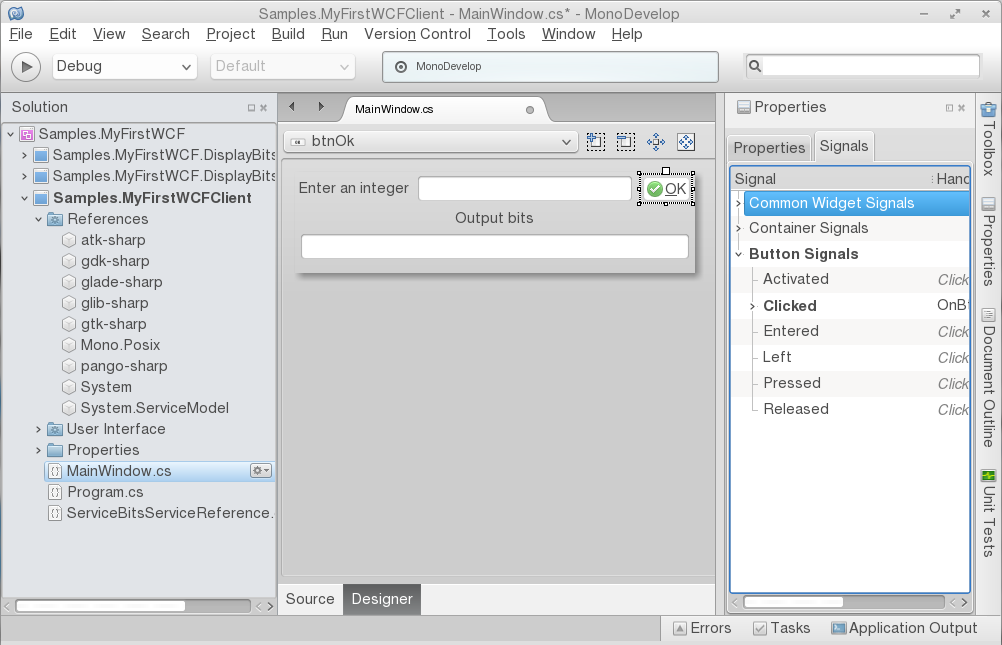 Samples.MyFirstWCFClient - MainWindow.cs* - MonoDevelop
File Edit View Search Project Build Run Version Control Tools Window Help
Debug Default MonoDevelop
Solution
Samples.MyFirstWCF
Samples.MyFirstWCF.DisplayBits
Samples.MyFirstWCF.DisplayBits
Samples.MyFirstWCFClient
References
atk-sharp
gdk-sharp
glade-sharp
glib-sharp
gtk-sharp
Mono.Posix
pango-sharp
System
System.ServiceModel
User Interface
Properties
MainWindow.cs
Program.cs
ServiceBitsServiceReference.
MainWindow.cs
btnOk
Enter an integer OK
Output bits
Source Designer
Properties
Properties Signals
Signal Hand
Common Widget Signals
Container Signals
Button Signals
Activated Click
Clicked OnBt
Entered Click
Left Click
Pressed Click
Released Click
Toolbox
Properties
Document Outline
Unit Tests
Errors Tasks Application Output